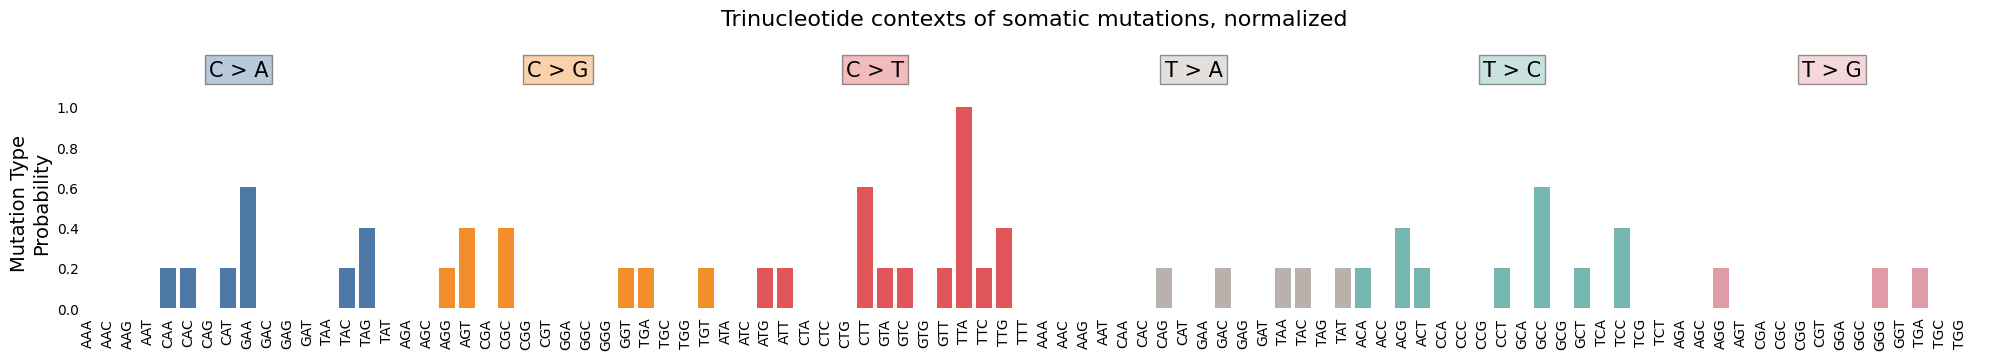 Trinucleotide contexts of somatic mutations, normalized
C > A C > G C > T T > A T > C T > G
Mutation Type
Probability
1.0
0.8
0.6
0.4
0.2
0.0
AAA AAC AAG AAT CAA CAC CAG CAT GAA GAC GAG GAT TAA TAC TAG TAT AGA AGC AGG AGT CGA CGC CGG CGT GGA GGC GGG GGT TGA TGC TGG TGT ATA ATC ATG ATT CTA CTC CTG CTT GTA GTC GTG GTT TTA TTC TTG TTT AAA AAC AAG AAT CAA CAC CAG CAT GAA GAC GAG GAT TAA TAC TAG TAT ACA ACC ACG ACT CCA CCC CCG CCT GCA GCC GCG GCT TCA TCC TCG TCT AGA AGC AGG AGT CGA CGC CGG CGT GGA GGC GGG GGT TGA TGC TGG